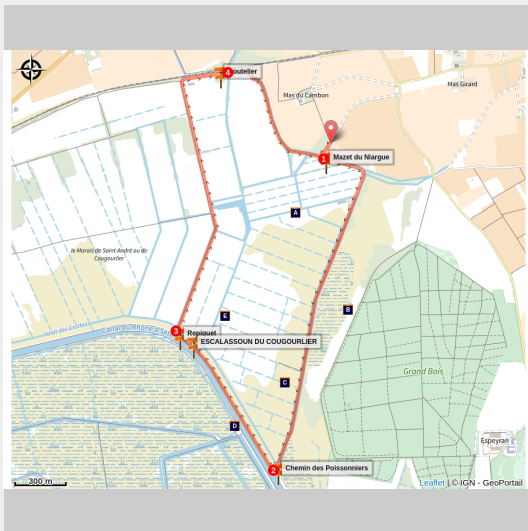 4
outelier
Mas Girard
Mas du Cambon
1
Mazet du Niargue
A
le Marais de Saint-André ou de
Cougourlier
B
E
3
Repiquet
Canal du Rhône à Sè
ESCALASSOUN DU COUGOURLIER
Grand Bois
C
D
Espeyran
2
Chemin des Poissonniers
300 m
Leaflet | © IGN - GeoPortail